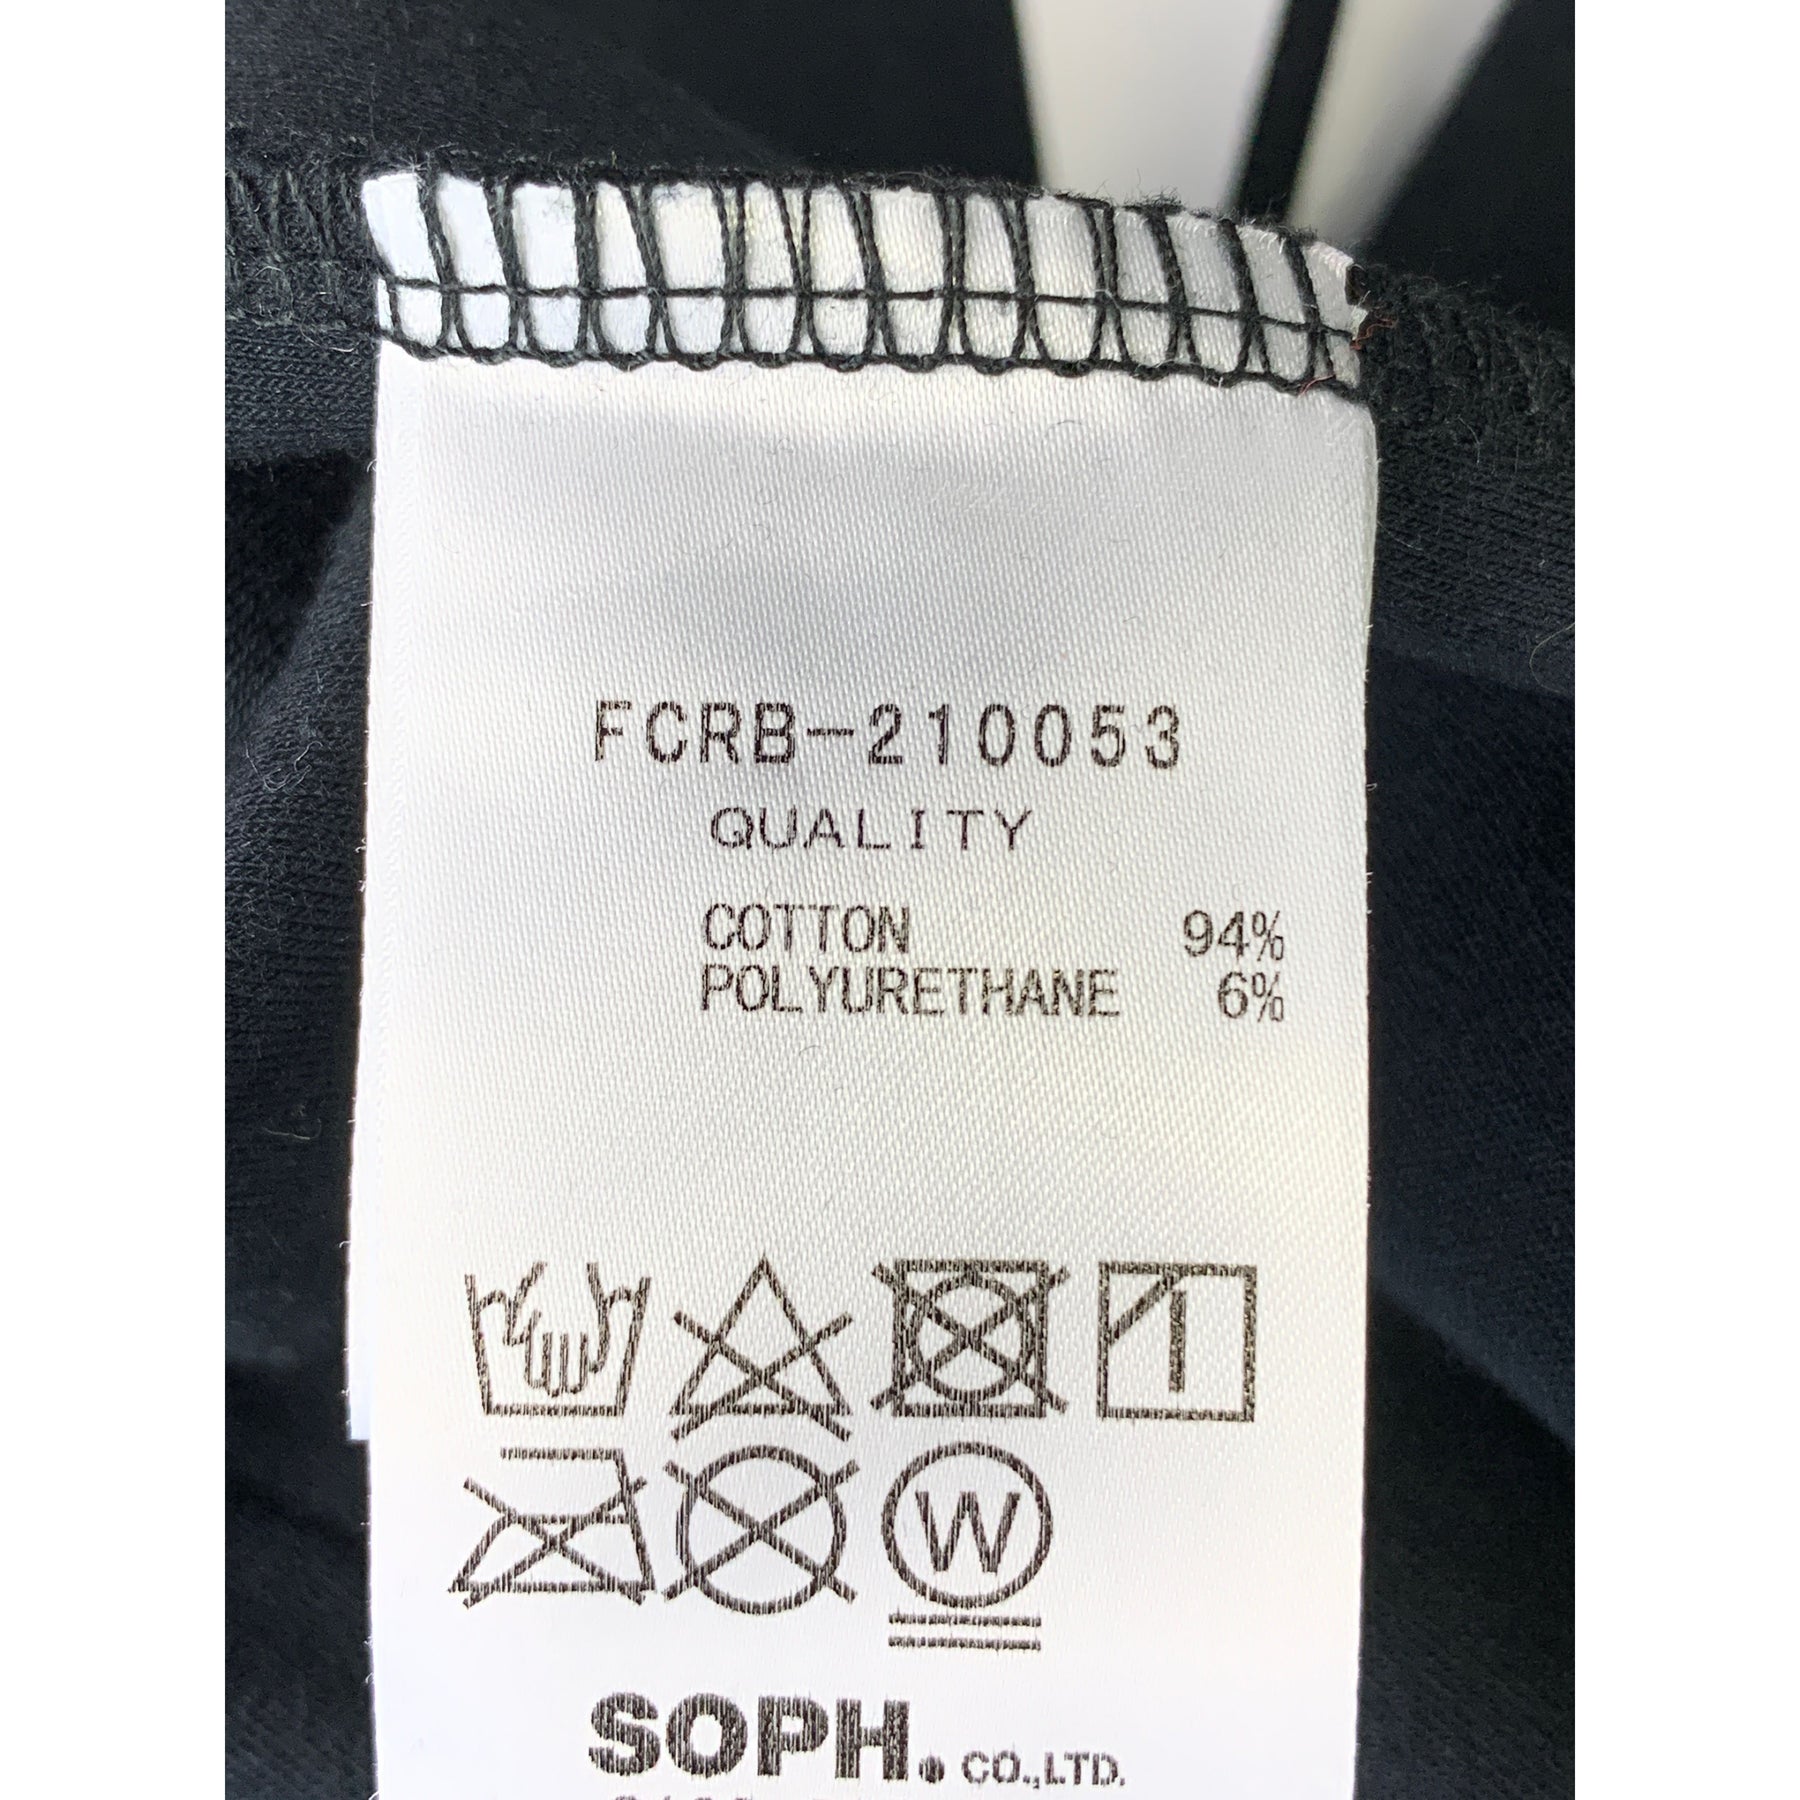 FCRB-210053
QUALITY
COTTON 94%
POLYURETHANE 6%
W
SOPH. CO.,LTD.